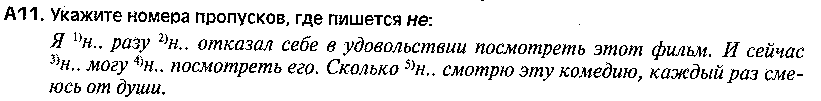 А11. Укажите номера пропусков, где пишется не:
Я ¹⁾н.. разу ²⁾н.. отказал себе в удовольствии посмотреть этот фильм. И сейчас
³⁾н.. могу ⁴⁾н.. посмотреть его. Сколько ⁵⁾н.. смотрю эту комедию, каждый раз сме-
юсь от души.